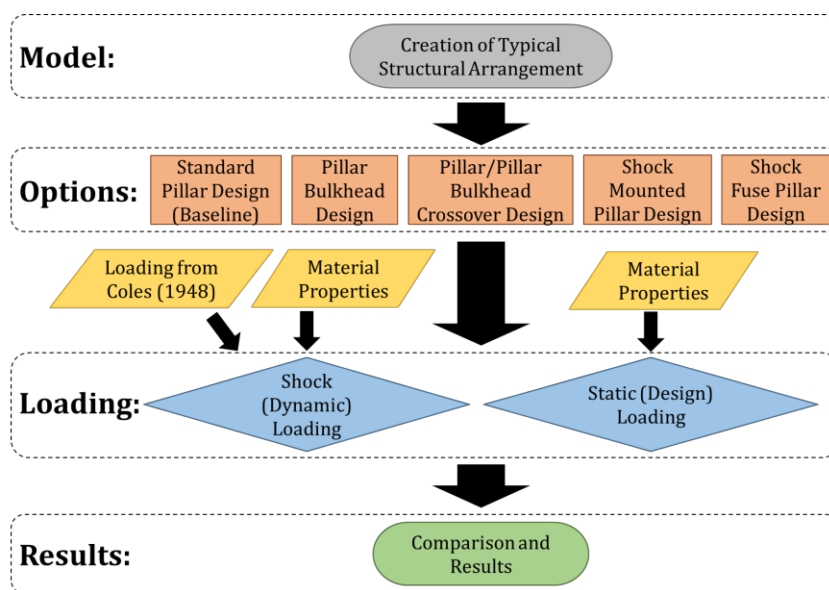 Model:
Creation of Typical
Structural Arrangement
Options:
Standard
Pillar Design
(Baseline)
Pillar
Bulkhead
Design
Pillar/Pillar
Bulkhead
Crossover Design
Shock
Mounted
Pillar Design
Shock
Fuse Pillar
Design
Loading from
Coles (1948)
Material
Properties
Material
Properties
Loading:
Shock
(Dynamic)
Loading
Static (Design)
Loading
Results:
Comparison and
Results